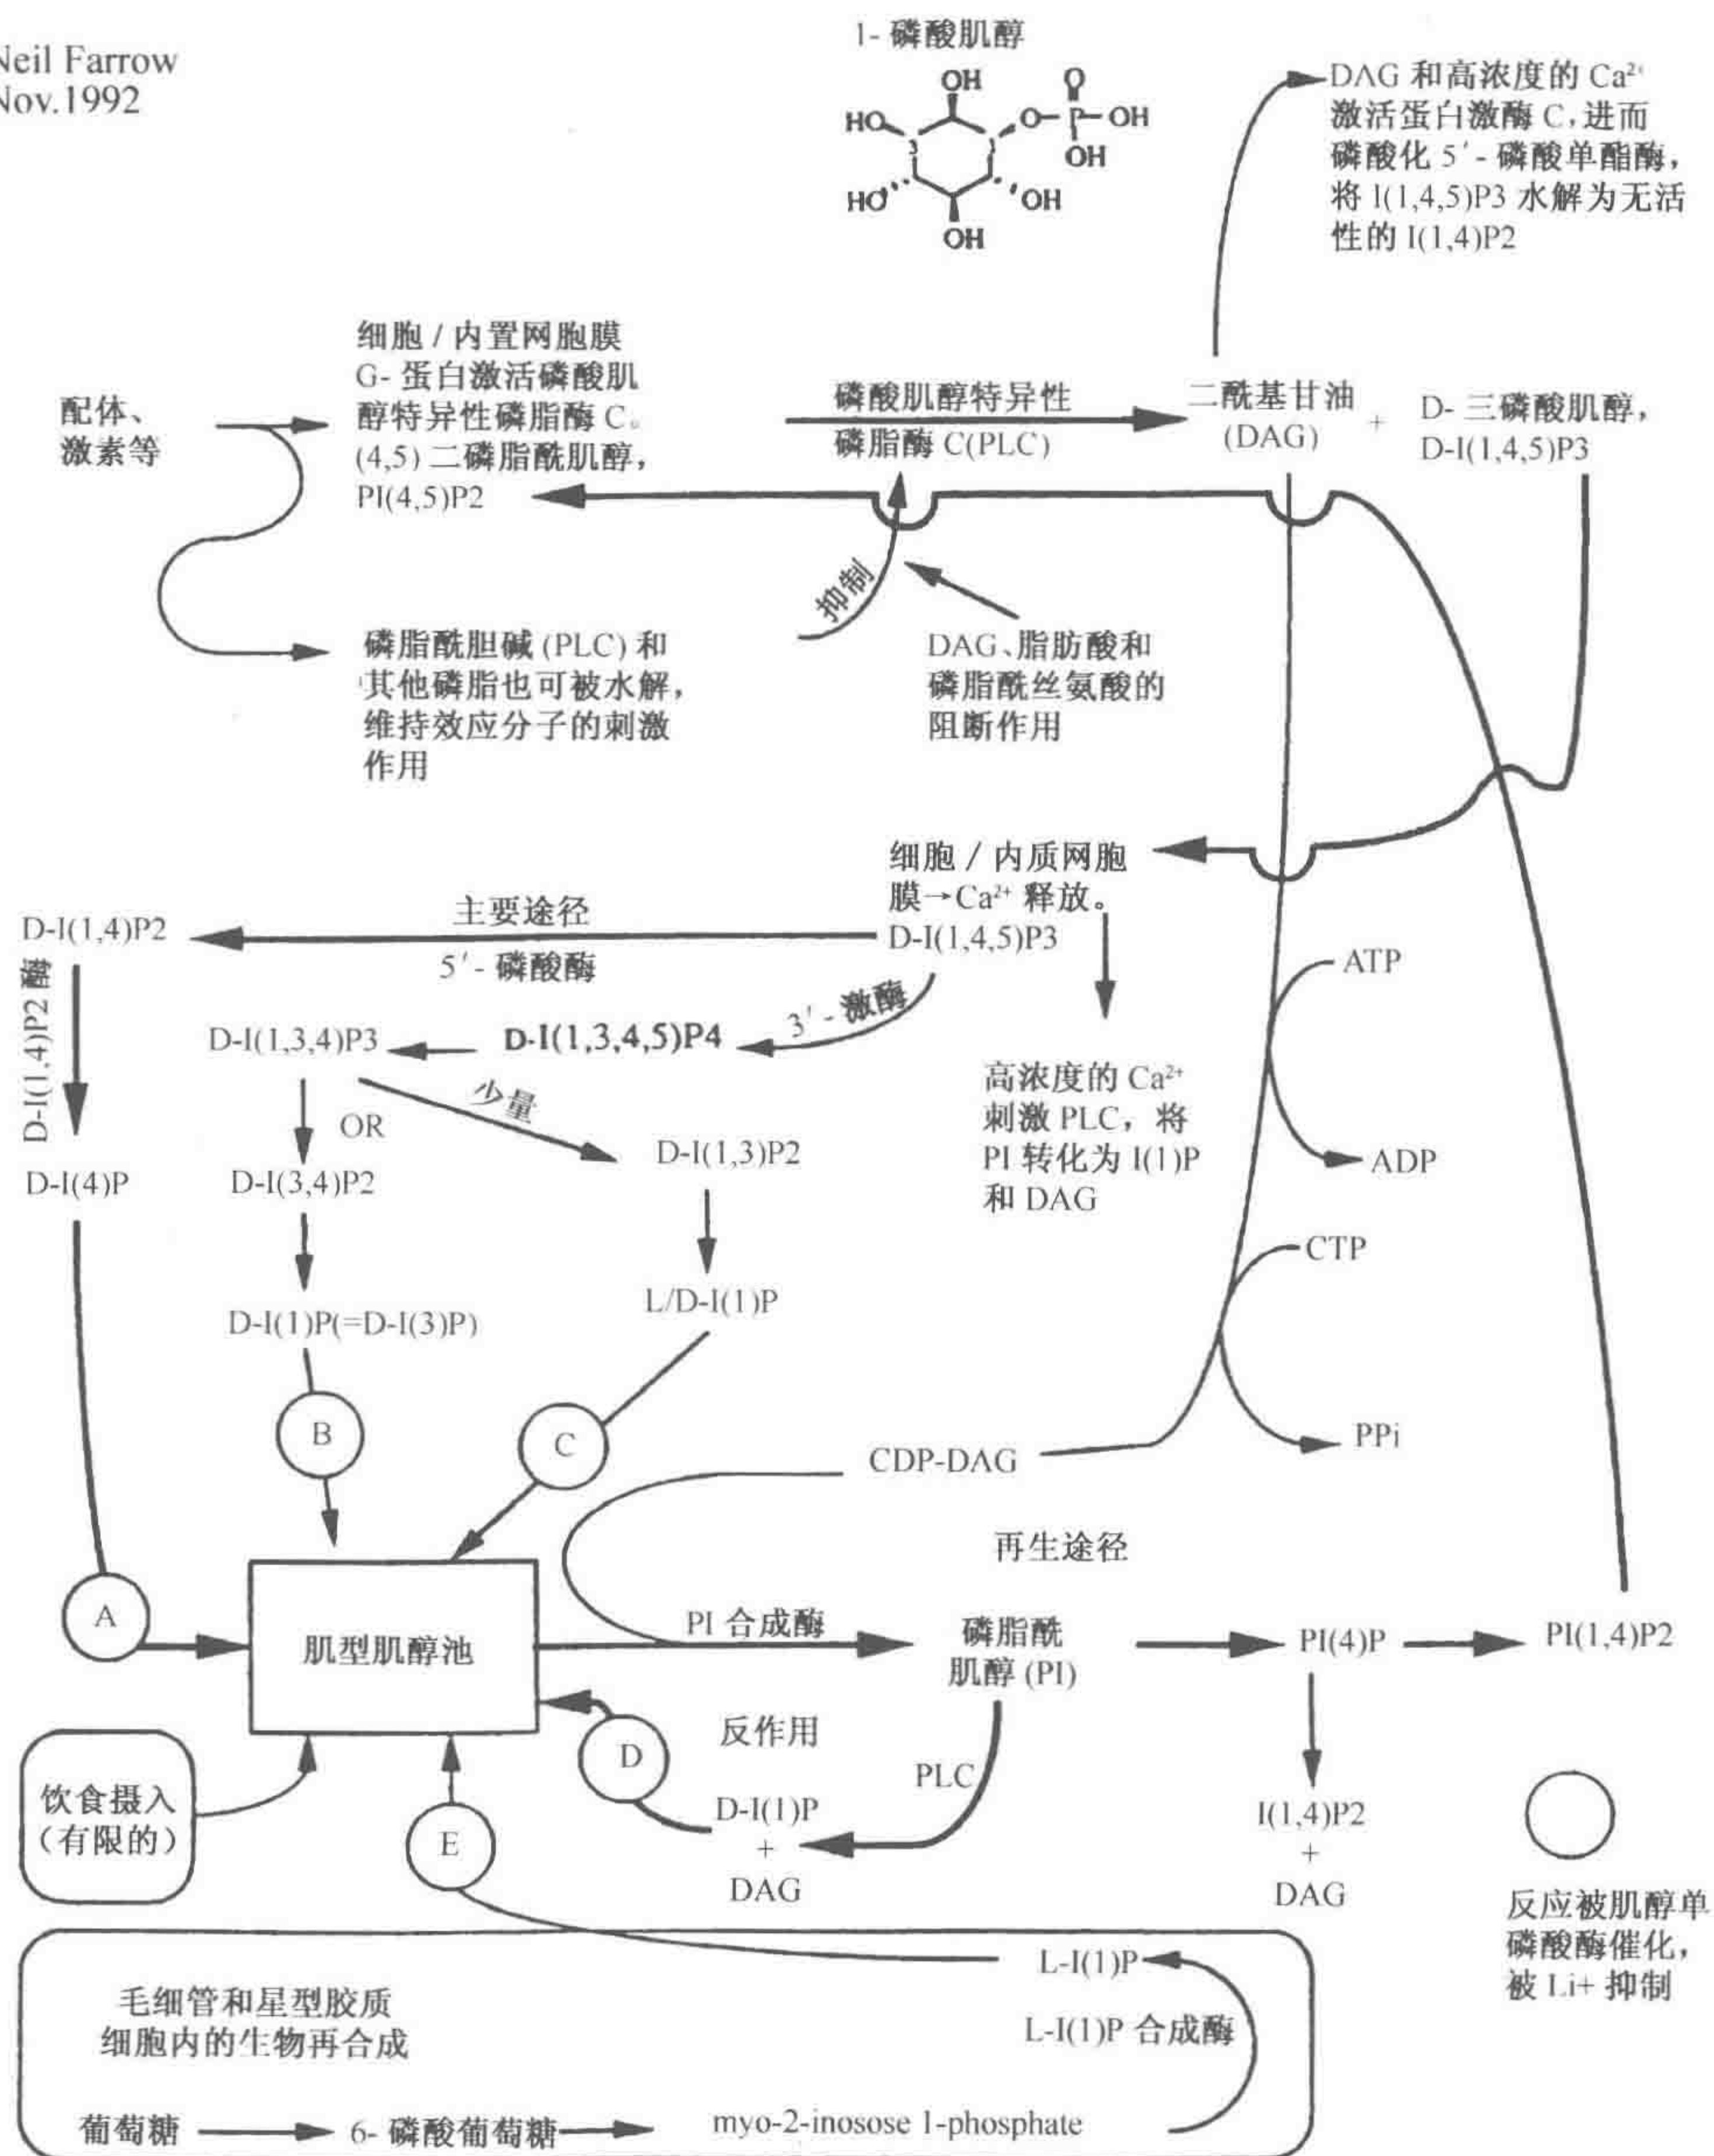 Neil Farrow
Nov.1992
1- 磷酸肌醇
OH
HO
3
1
O
O
P
OH
OH
HO
OH
OH
DAG 和高浓度的 Ca²⁺
激活蛋白激酶 C,进而
磷酸化 5′- 磷酸单酯酶,
将 I(1,4,5)P3 水解为无活
性的 I(1,4)P2
配体、
激素等
细胞 / 内置网胞膜
G- 蛋白激活磷酸肌
醇特异性磷脂酶 C。
(4,5) 二磷脂酰肌醇,
PI(4,5)P2
磷酸肌醇特异性
磷脂酶 C(PLC)
二酰基甘油
(DAG)
+
D- 三磷酸肌醇,
D-I(1,4,5)P3
抑制
磷脂酰胆碱 (PLC) 和
其他磷脂也可被水解,
维持效应分子的刺激
作用
DAG、脂肪酸和
磷脂酰丝氨酸的
阻断作用
细胞 / 内质网胞
膜→Ca²⁺ 释放。
D-I(1,4,5)P3
主要途径
5′- 磷酸酶
D-I(1,4)P2
D-I(1,4)P2 酶
D-I(4)P
3′- 激酶
D-I(1,3,4,5)P4
D-I(1,3,4)P3
少量
OR
D-I(3,4)P2
D-I(1,3)P2
D-I(1)P(=D-I(3)P)
L/D-I(1)P
高浓度的 Ca²⁺
刺激 PLC，将
PI 转化为 I(1)P
和 DAG
ATP
ADP
CTP
PPi
B
C
CDP-DAG
再生途径
A
肌型肌醇池
PI 合成酶
磷脂酰
肌醇 (PI)
PI(4)P
PI(1,4)P2
反作用
D
PLC
D-I(1)P
+
DAG
I(1,4)P2
+
DAG
饮食摄入
（有限的）
E
反应被肌醇单
磷酸酶催化,
被 Li+ 抑制
毛细管和星型胶质
细胞内的生物再合成
L-I(1)P
L-I(1)P 合成酶
葡萄糖
6- 磷酸葡萄糖
myo-2-inosose 1-phosphate